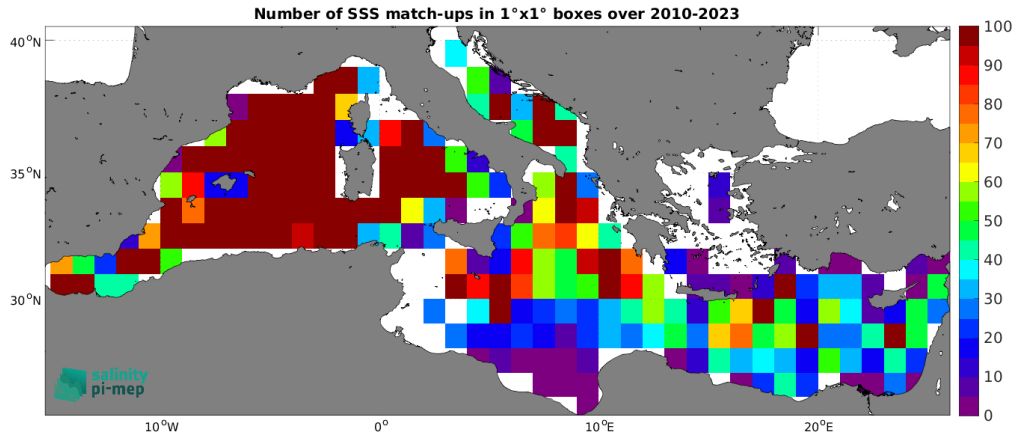 Number of SSS match-ups in 1°x1° boxes over 2010-2023
40°N
35°N
30°N
10°W
0°
10°E
20°E
100
90
80
70
60
50
40
30
20
10
0
salinity
pi-mep